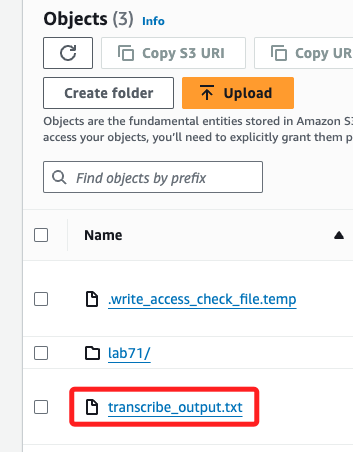 Objects (3) Info
Copy S3 URI
Copy UR
Create folder
Upload
Objects are the fundamental entities stored in Amazon S3
access your objects, you'll need to explicitly grant them p
Find objects by prefix
Name
.write_access_check_file.temp
lab71/
transcribe_output.txt